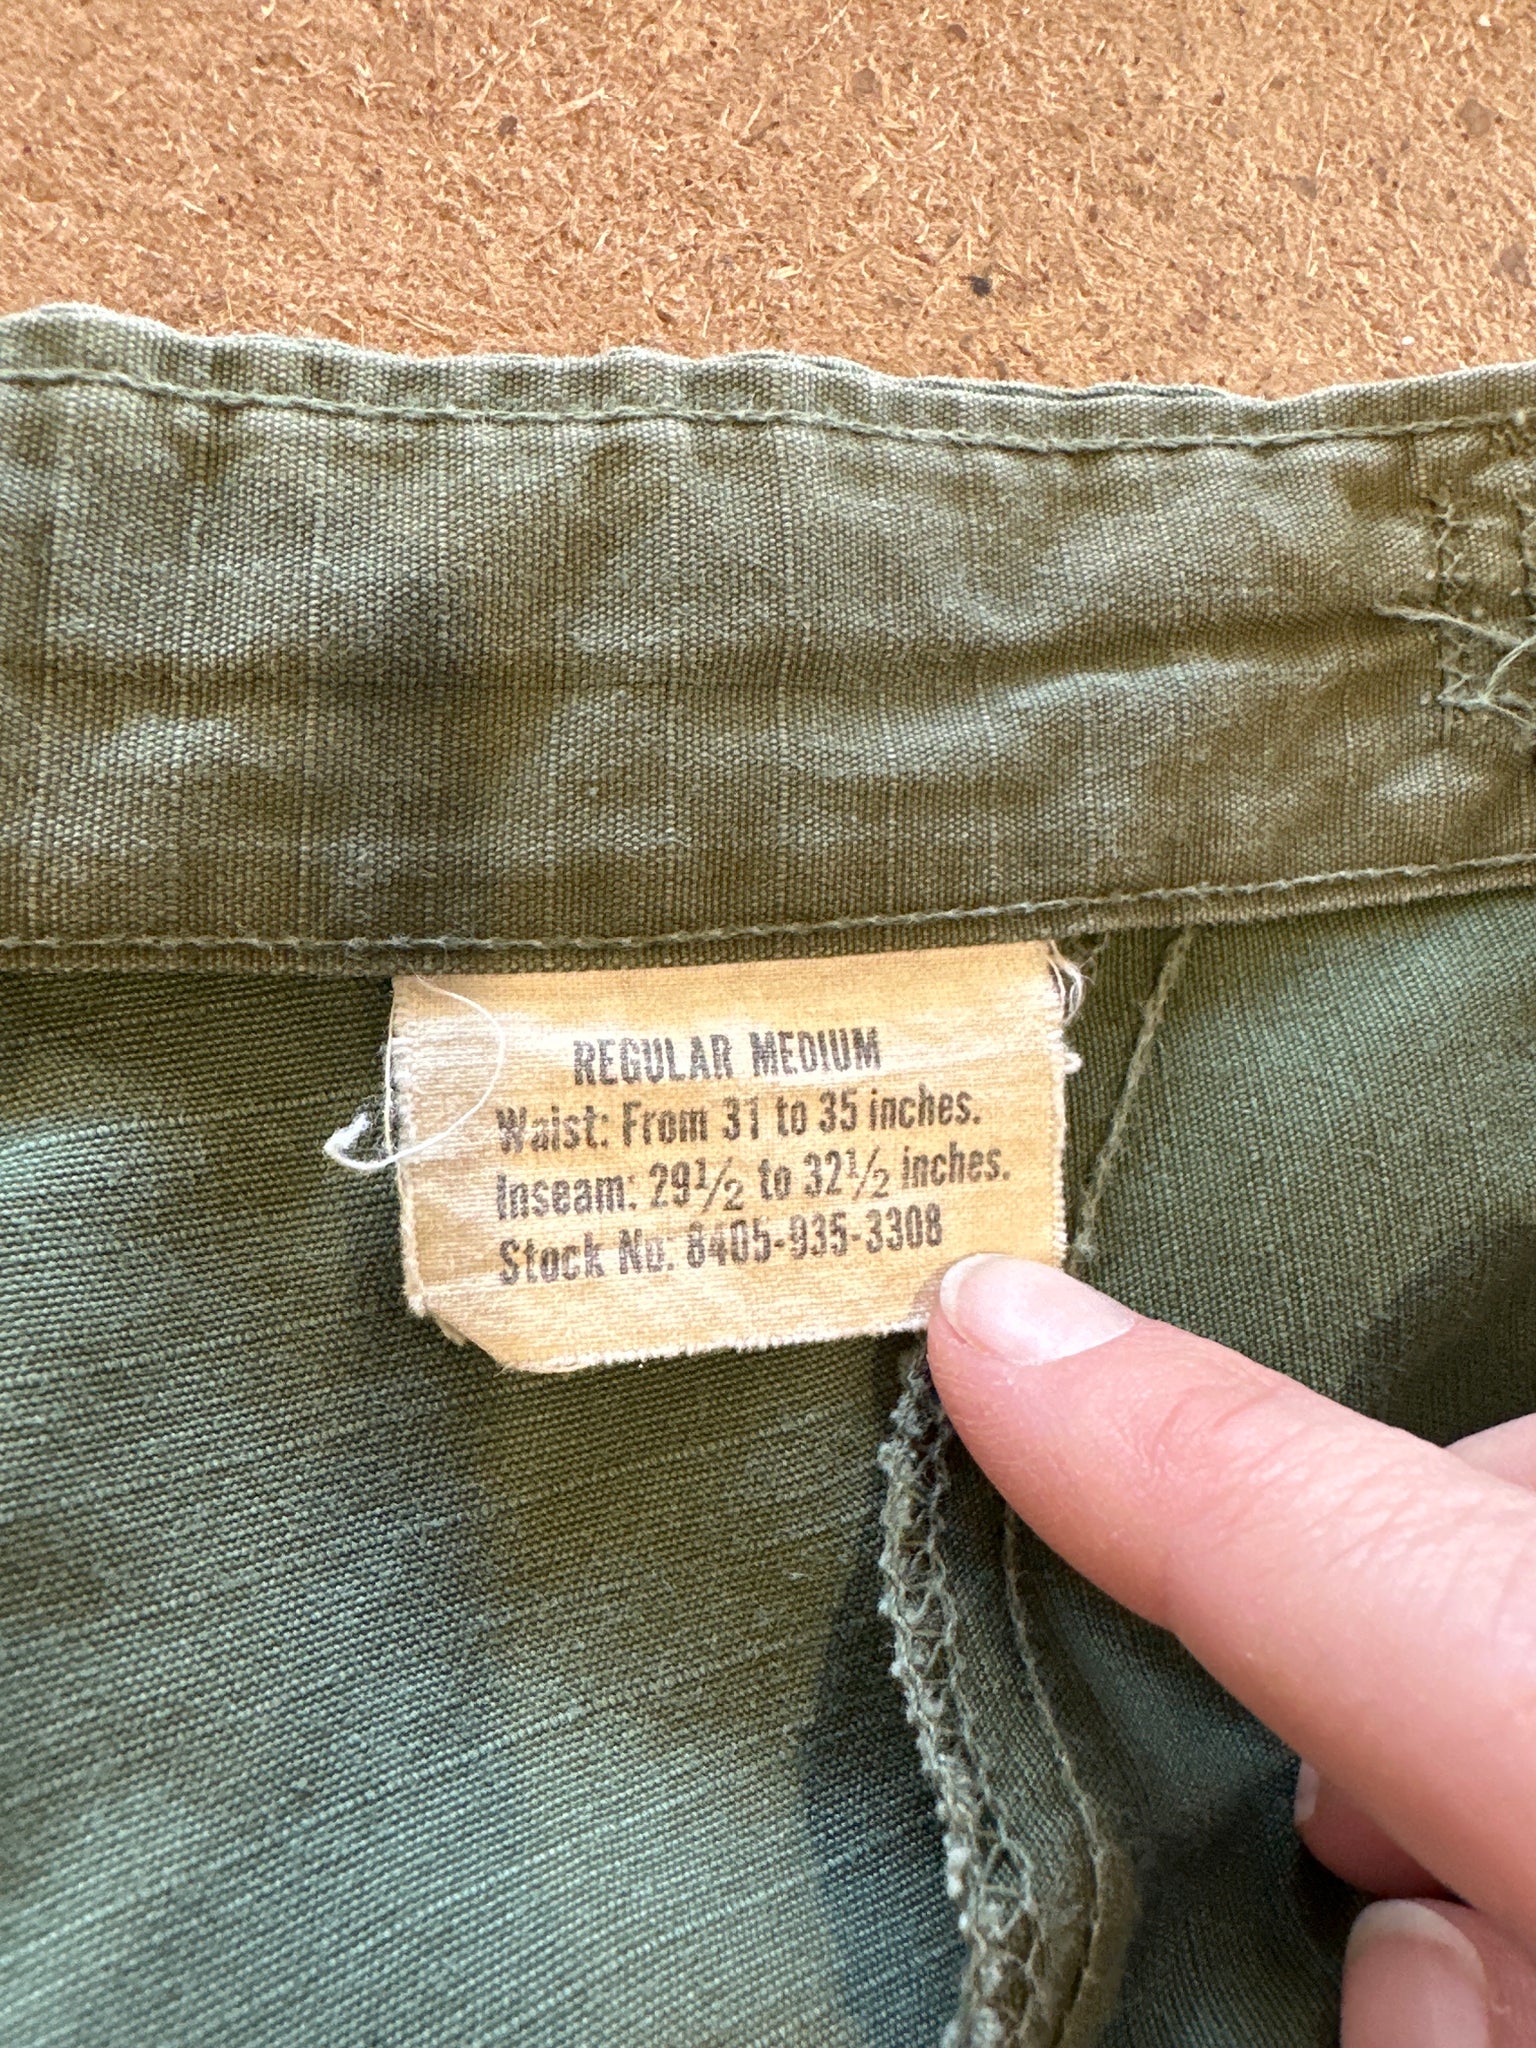 REGULAR MEDIUM
Waist: From 31 to 35 inches.
Inseam: 29½ to 32½ inches.
Stock No: 8405-935-3308